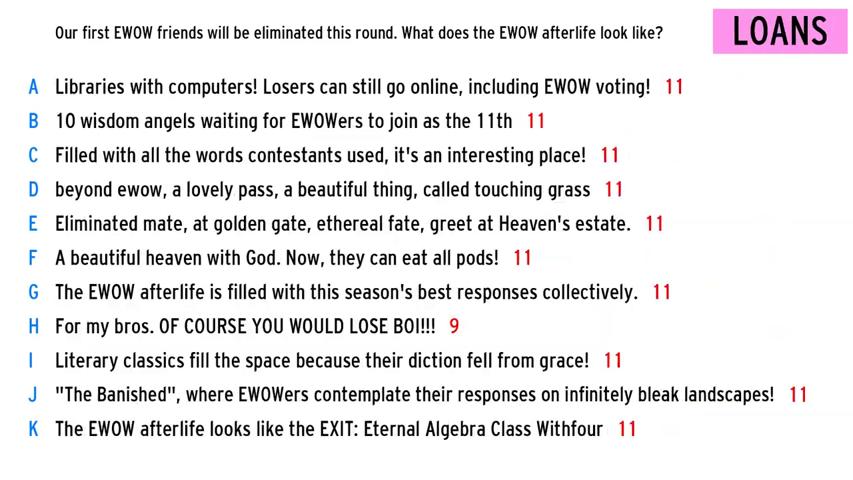 Our first EWOW friends will be eliminated this round. What does the EWOW afterlife look like?
LOANS
A Libraries with computers! Losers can still go online, including EWOW voting! 11
B 10 wisdom angels waiting for EWOWers to join as the 11th 11
C Filled with all the words contestants used, it's an interesting place! 11
D beyond ewow, a lovely pass, a beautiful thing, called touching grass 11
E Eliminated mate, at golden gate, ethereal fate, greet at Heaven's estate. 11
F A beautiful heaven with God. Now, they can eat all pods! 11
G The EWOW afterlife is filled with this season's best responses collectively. 11
H For my bros. OF COURSE YOU WOULD LOSE BOI!!! 9
I Literary classics fill the space because their diction fell from grace! 11
J "The Banished", where EWOWers contemplate their responses on infinitely bleak landscapes! 11
K The EWOW afterlife looks like the EXIT: Eternal Algebra Class Withfour 11